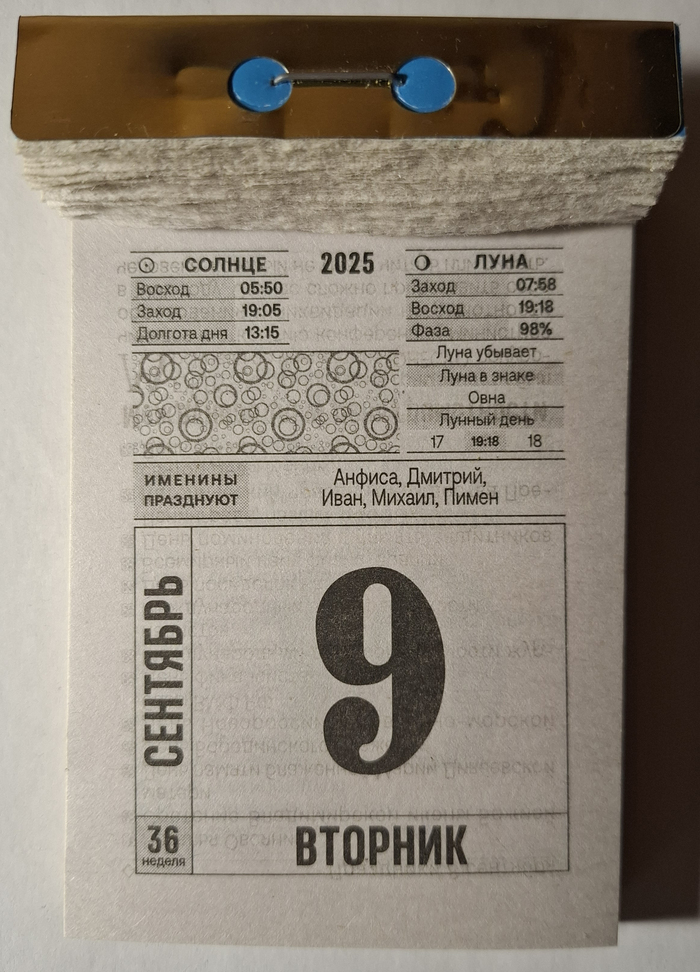 СОЛНЦЕ
Восход 05:50
Заход 19:05
Долгота дня 13:15
2025
ЛУНА
Заход 07:58
Восход 19:18
Фаза 98%
Луна убывает
Луна в знаке
Овна
Лунный день
17 19:18 18
ИМЕНИНЫ
ПРАЗДНУЮТ
Анфиса, Дмитрий,
Иван, Михаил, Пимен
СЕНТЯБРЬ
9
36
неделя
ВТОРНИК